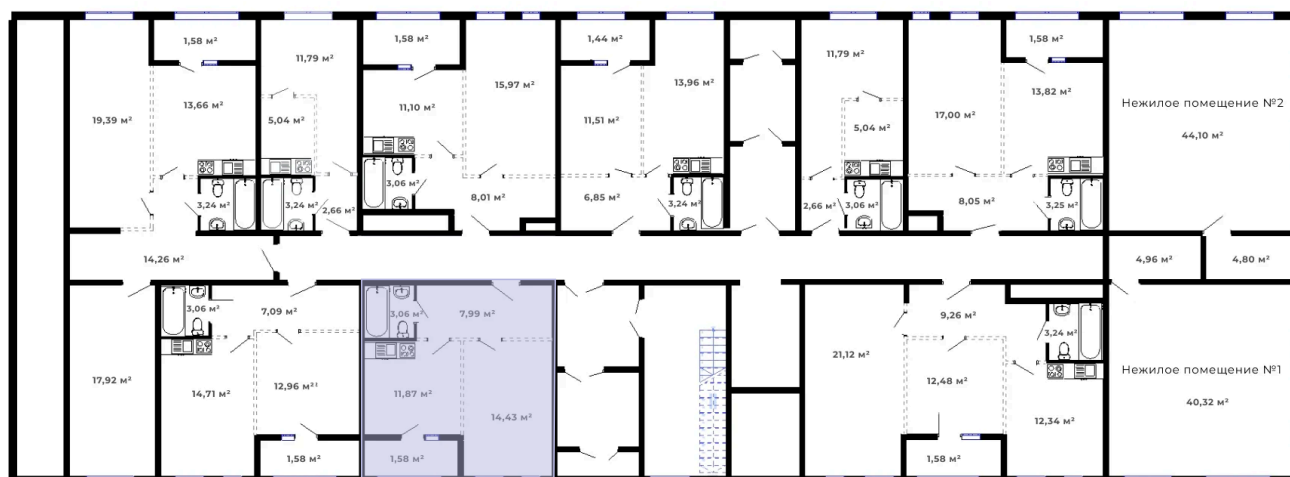 1,58 м²
11,79 м²
1,58 м²
1,44 м²
11,79 м²
1,58 м²
15,97 м²
13,96 м²
13,82 м²
13,66 м²
11,10 м²
Нежилое помещение №2
19,39 м²
5,04 м²
11,51 м²
5,04 м²
17,00 м²
44,10 м²
3,06 м²
3,24 м²
3,24 м²
2,66 м²
8,01 м²
6,85 м²
3,24 м²
2,66 м²
3,06 м²
8,05 м²
3,25 м²
14,26 м²
4,96 м²
4,80 м²
3,06 м²
7,09 м²
3,06 м²
7,99 м²
9,26 м²
3,24 м²
21,12 м²
17,92 м²
14,71 м²
12,96 м²
11,87 м²
12,48 м²
Нежилое помещение №1
14,43 м²
12,34 м²
40,32 м²
1,58 м²
1,58 м²
1,58 м²